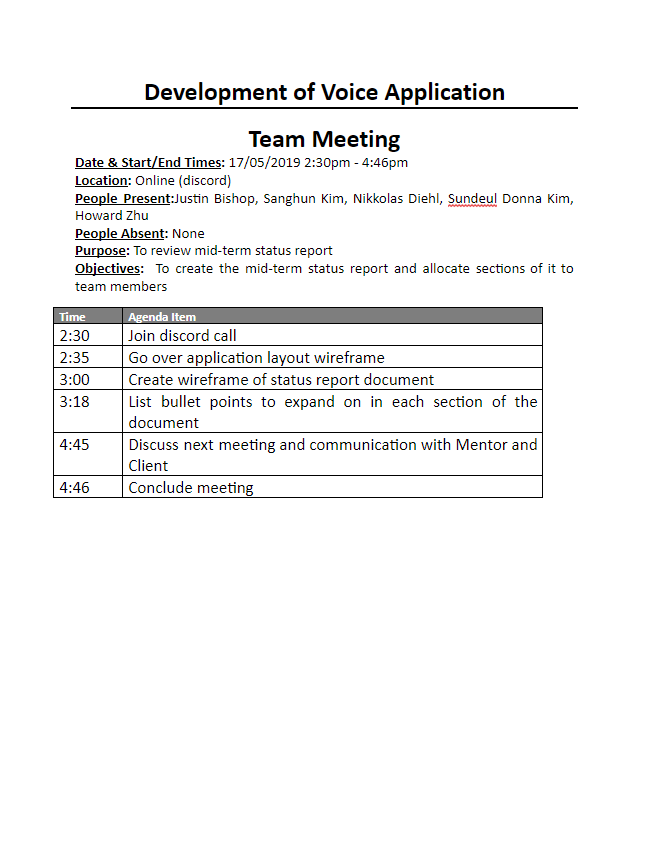 Development of Voice Application
Team Meeting
Date & Start/End Times: 17/05/2019 2:30pm - 4:46pm
Location: Online (discord)
People Present:Justin Bishop, Sanghun Kim, Nikkolas Diehl, Sundeul Donna Kim,
Howard Zhu
People Absent: None
Purpose: To review mid-term status report
Objectives: To create the mid-term status report and allocate sections of it to
team members
Time Agenda Item
2:30 Join discord call
2:35 Go over application layout wireframe
3:00 Create wireframe of status report document
3:18 List bullet points to expand on in each section of the
document
4:45 Discuss next meeting and communication with Mentor and
Client
4:46 Conclude meeting